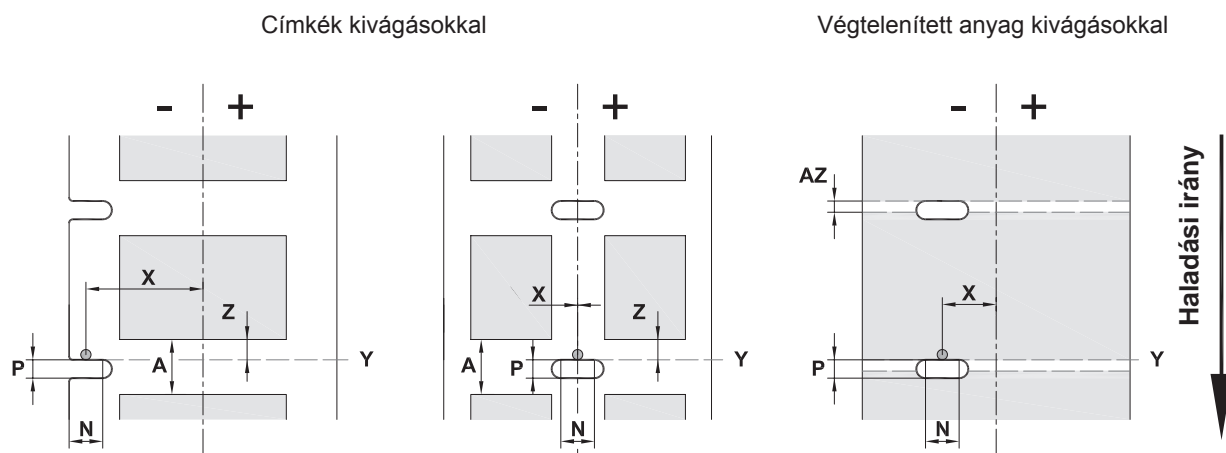 Címkék kivágásokkal
Végtelenített anyag kivágásokkal
- +
- +
- +
AZ
X
Z
X
Z
X
P
A
Y
A
P
Y
P
Y
N
N
N
Haladási irány